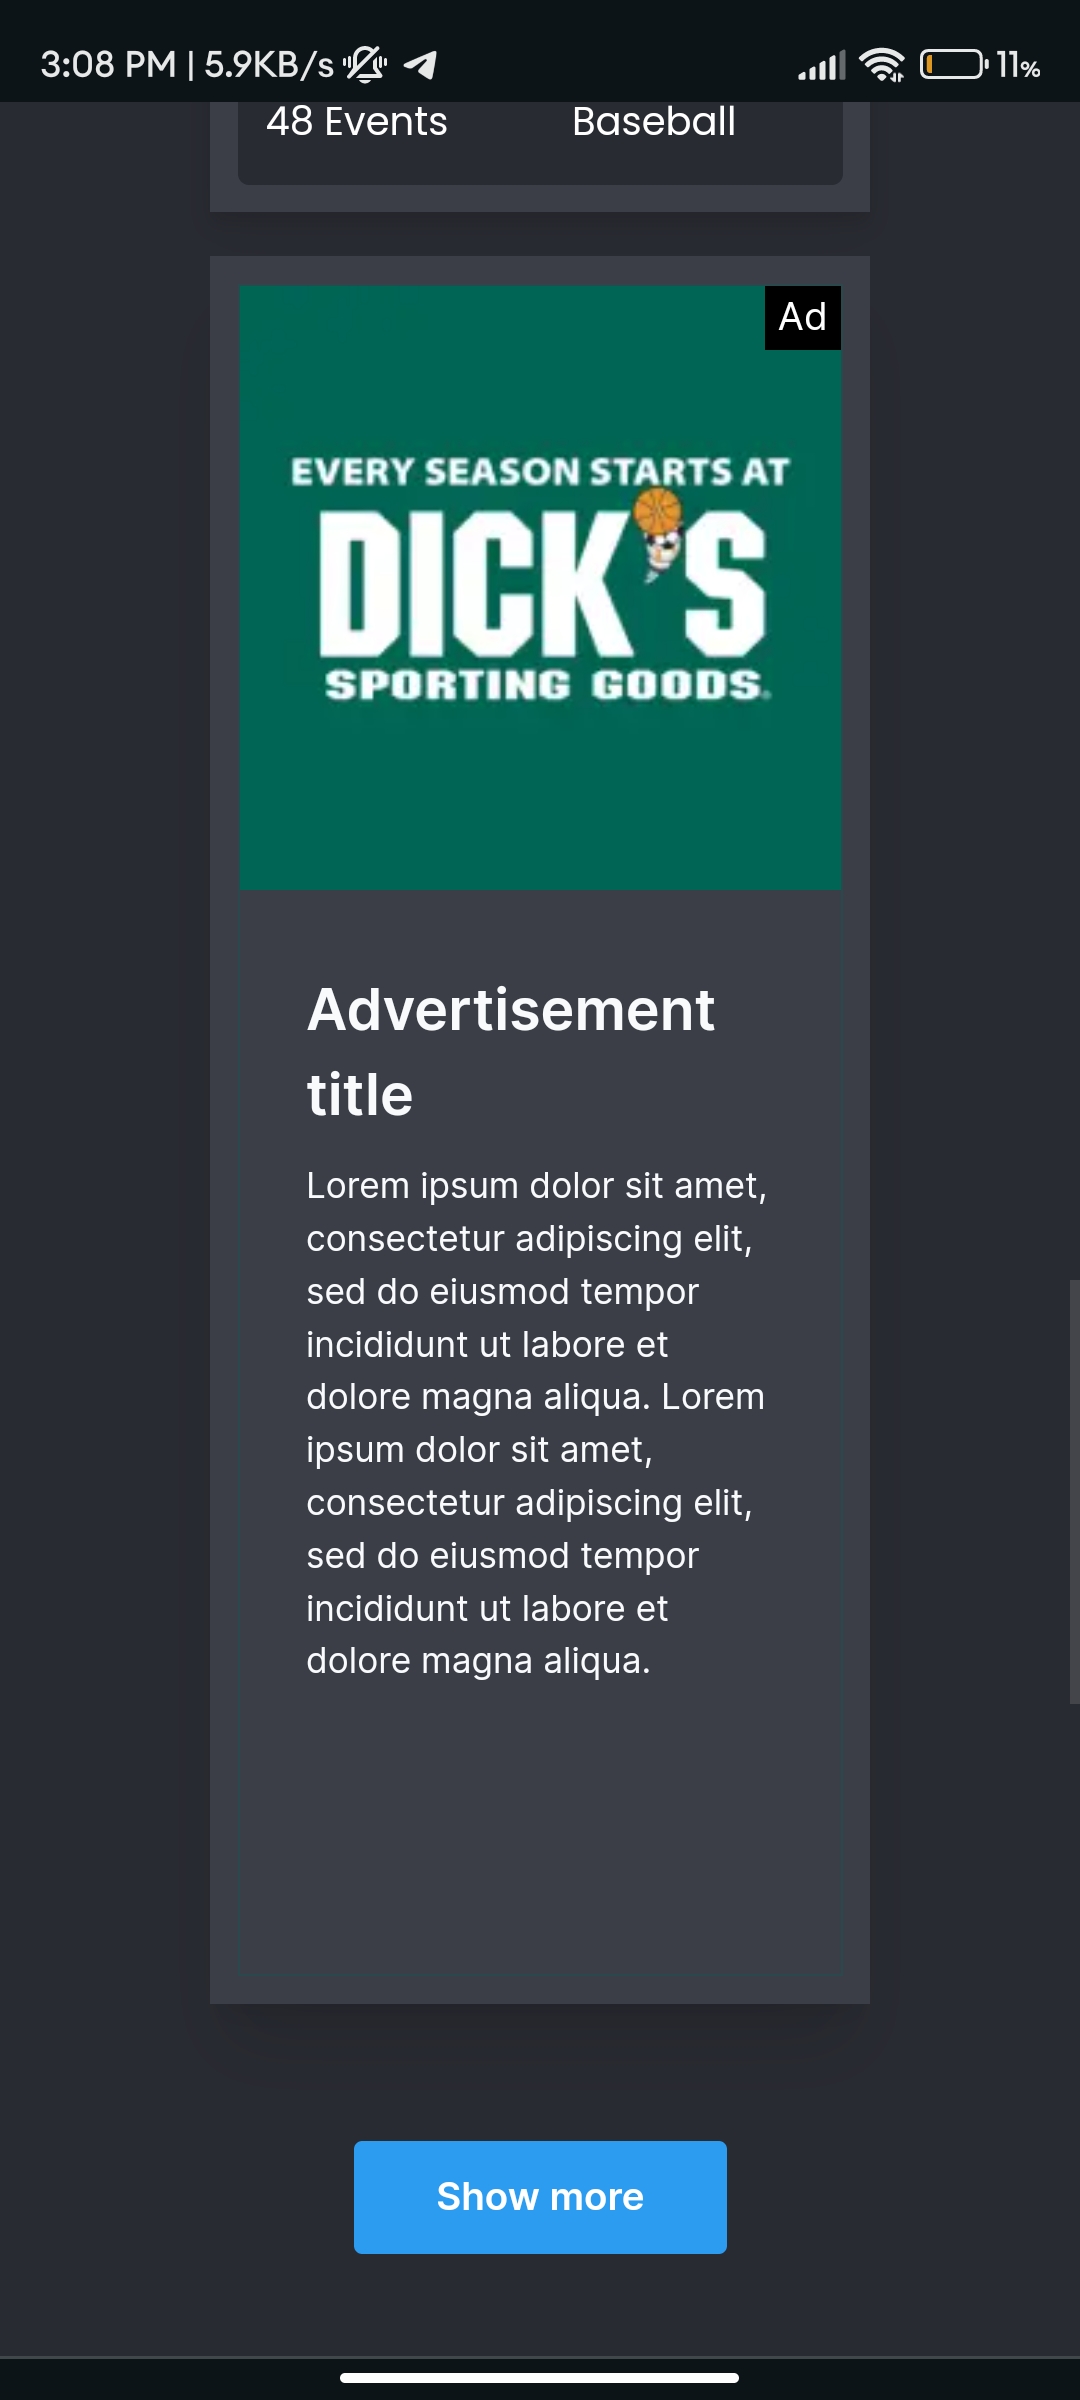 3:08 PM | 5.9KB/s
11%
48 Events
Baseball
Ad
EVERY SEASON STARTS AT
DICK'S
SPORTING GOODS.
Advertisement
title
Lorem ipsum dolor sit amet,
consectetur adipiscing elit,
sed do eiusmod tempor
incididunt ut labore et
dolore magna aliqua. Lorem
ipsum dolor sit amet,
consectetur adipiscing elit,
sed do eiusmod tempor
incididunt ut labore et
dolore magna aliqua.
Show more